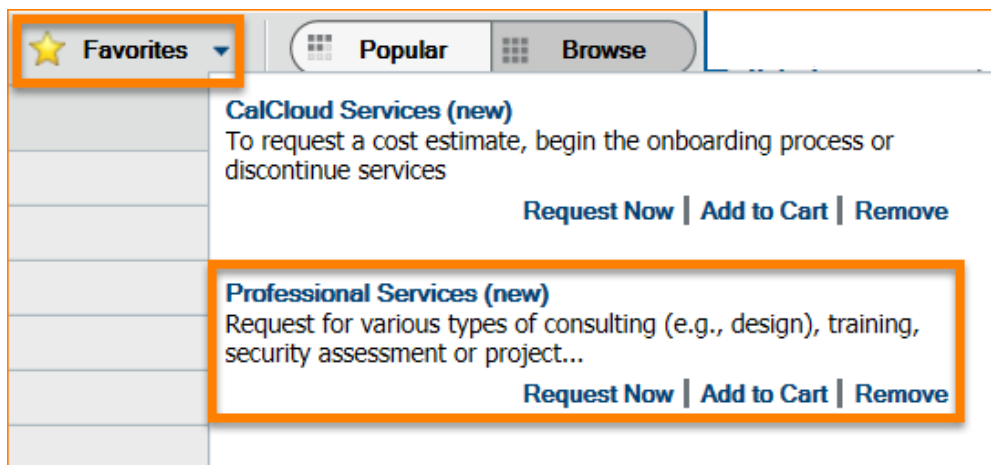 Favorites
Popular
Browse
CalCloud Services (new)
To request a cost estimate, begin the onboarding process or
discontinue services
Request Now | Add to Cart | Remove
Professional Services (new)
Request for various types of consulting (e.g., design), training,
security assessment or project...
Request Now | Add to Cart | Remove